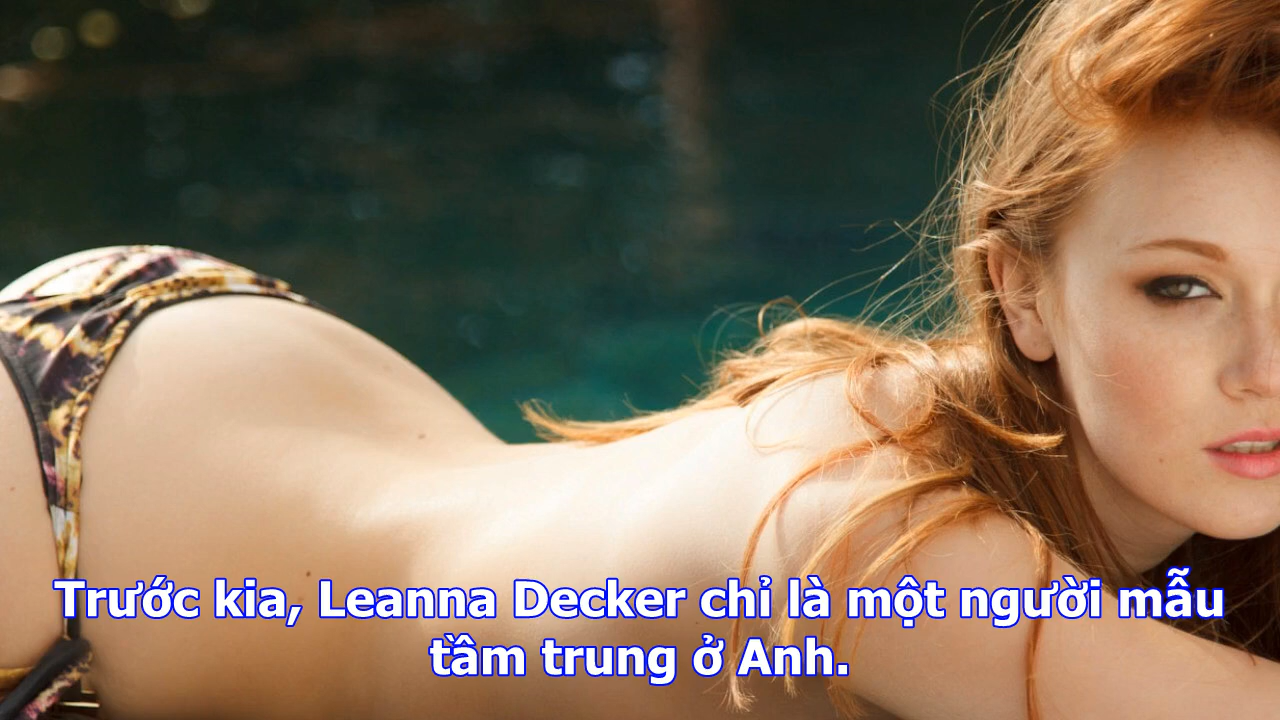 Trước kia, Leanna Decker chỉ là một người mẫu
tầm trung ở Anh.